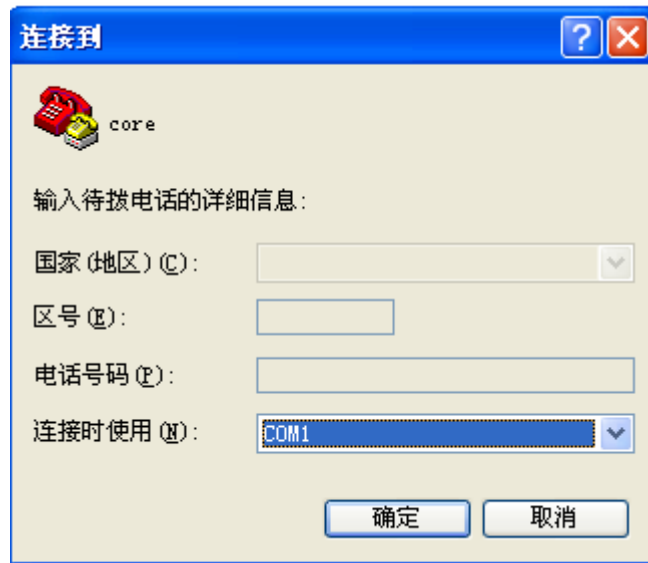 连接到
core
输入待拨电话的详细信息:
国家(地区)(C):
区号(E):
电话号码(P):
连接时使用(N): COM1
确定 取消